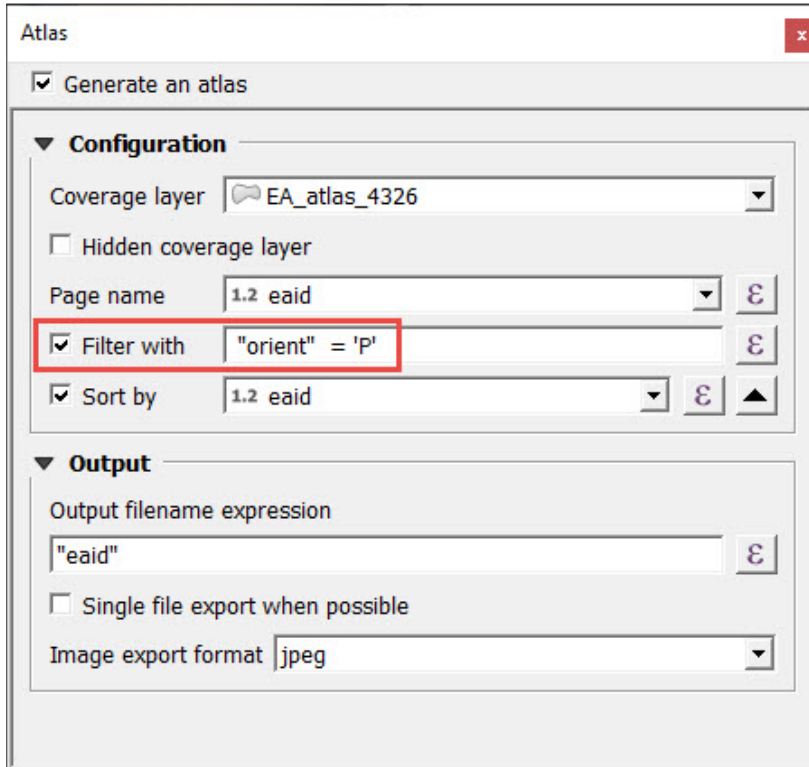 Atlas
x
Generate an atlas
Configuration
Coverage layer EA_atlas_4326
Hidden coverage layer
Page name 1.2 eaid ε
Filter with "orient" = 'P' ε
Sort by 1.2 eaid ε
Output
Output filename expression
"eaid" ε
Single file export when possible
Image export format jpeg